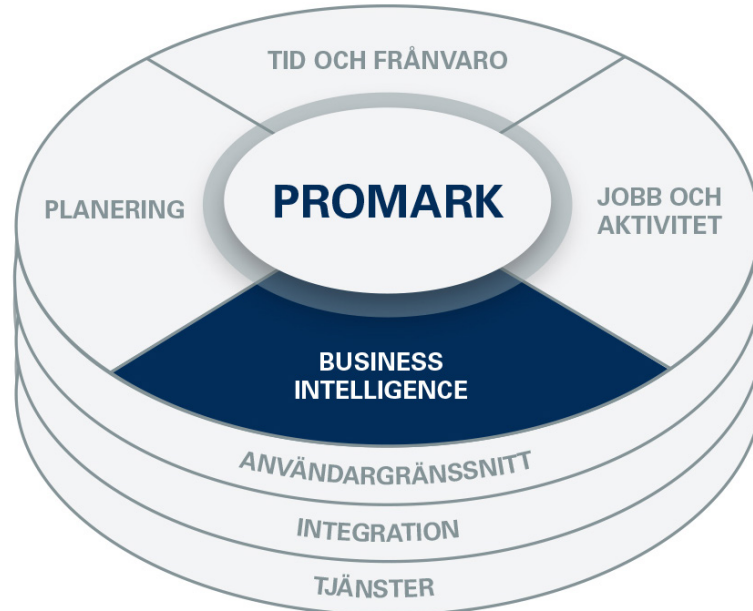 TID OCH FRÅNVARO
PLANERING
PROMARK
JOBB OCH
AKTIVITET
BUSINESS
INTELLIGENCE
ANVÄNDARGRÄNSSNITT
INTEGRATION
TJÄNSTER